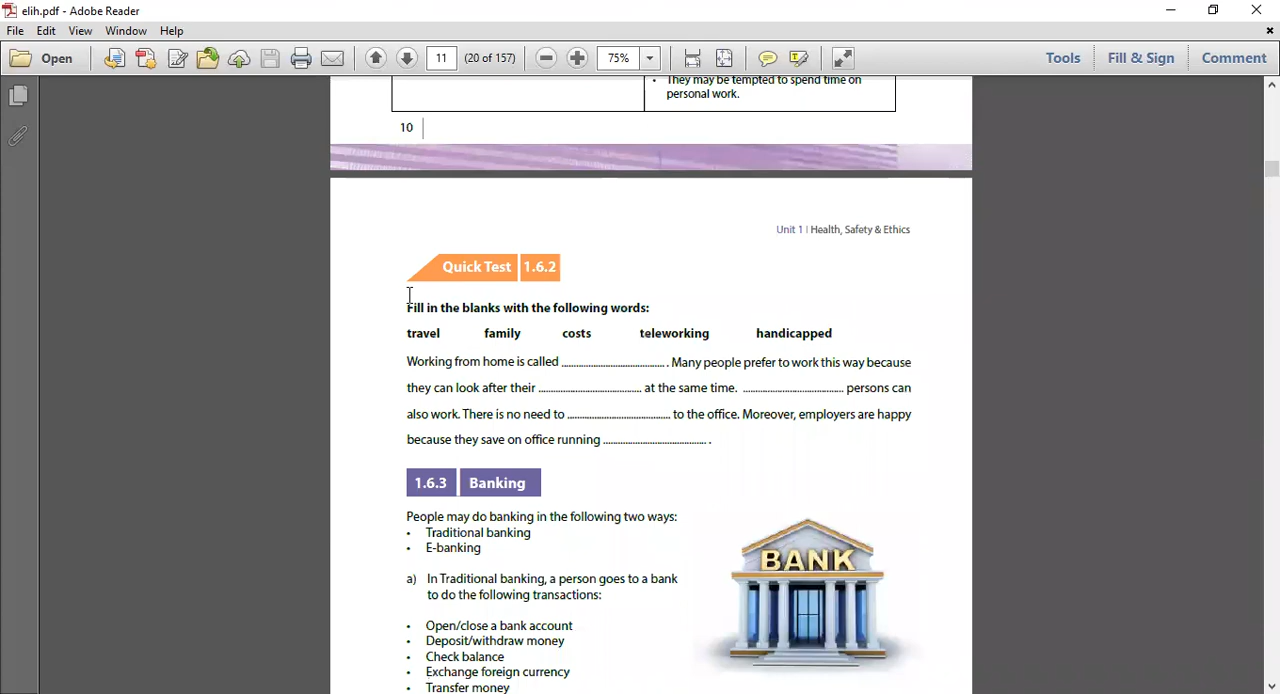 elih.pdf - Adobe Reader
File Edit View Window Help
Open 11 (20 of 157) 75% Tools Fill & Sign Comment
They may be tempted to spend time on
personal work.
10
Unit 1 | Health, Safety & Ethics
Quick Test 1.6.2
Fill in the blanks with the following words:
travel family costs teleworking handicapped
Working from home is called .......................................... . Many people prefer to work this way because
they can look after their .......................................... at the same time. ......................................... persons can
also work. There is no need to .......................................... to the office. Moreover, employers are happy
because they save on office running .......................................... .
1.6.3 Banking
People may do banking in the following two ways:
• Traditional banking
• E-banking
BANK
a) In Traditional banking, a person goes to a bank
to do the following transactions:
• Open/close a bank account
• Deposit/withdraw money
• Check balance
• Exchange foreign currency
• Transfer money